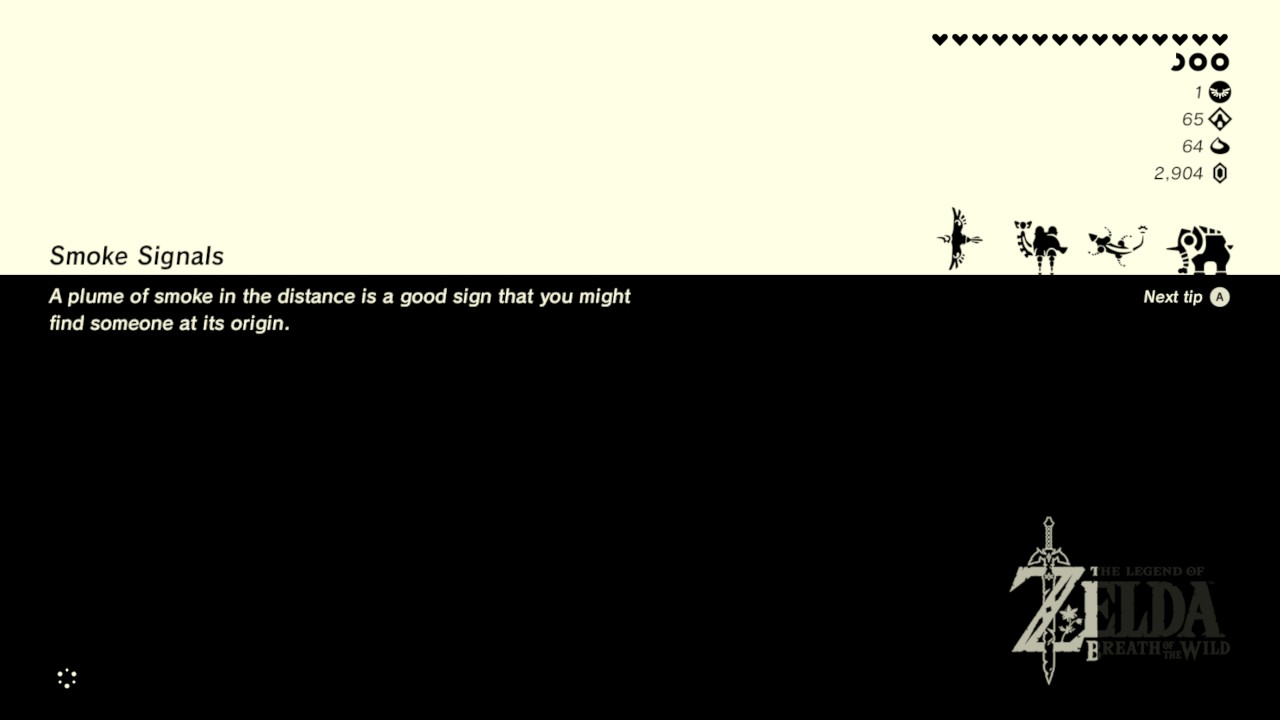 1
65
64
2,904
Smoke Signals
A plume of smoke in the distance is a good sign that you might
find someone at its origin.
Next tip A
THE LEGEND OF
ZELDA
BREATH OF THE WILD